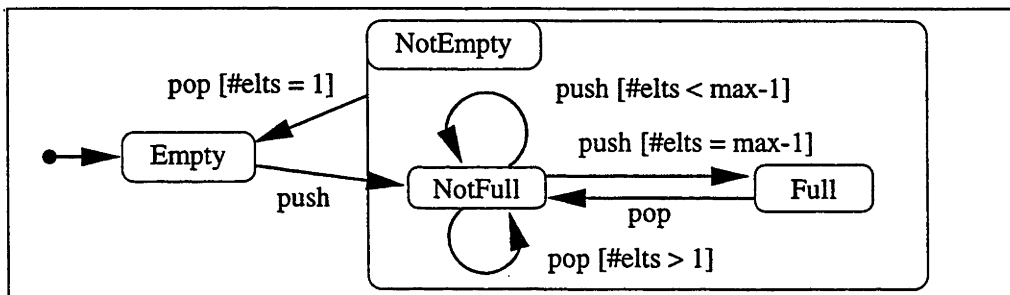 NotEmpty
pop [#elts = 1]
push [#elts < max-1]
push [#elts = max-1]
Empty
NotFull
Full
push
pop
pop [#elts > 1]